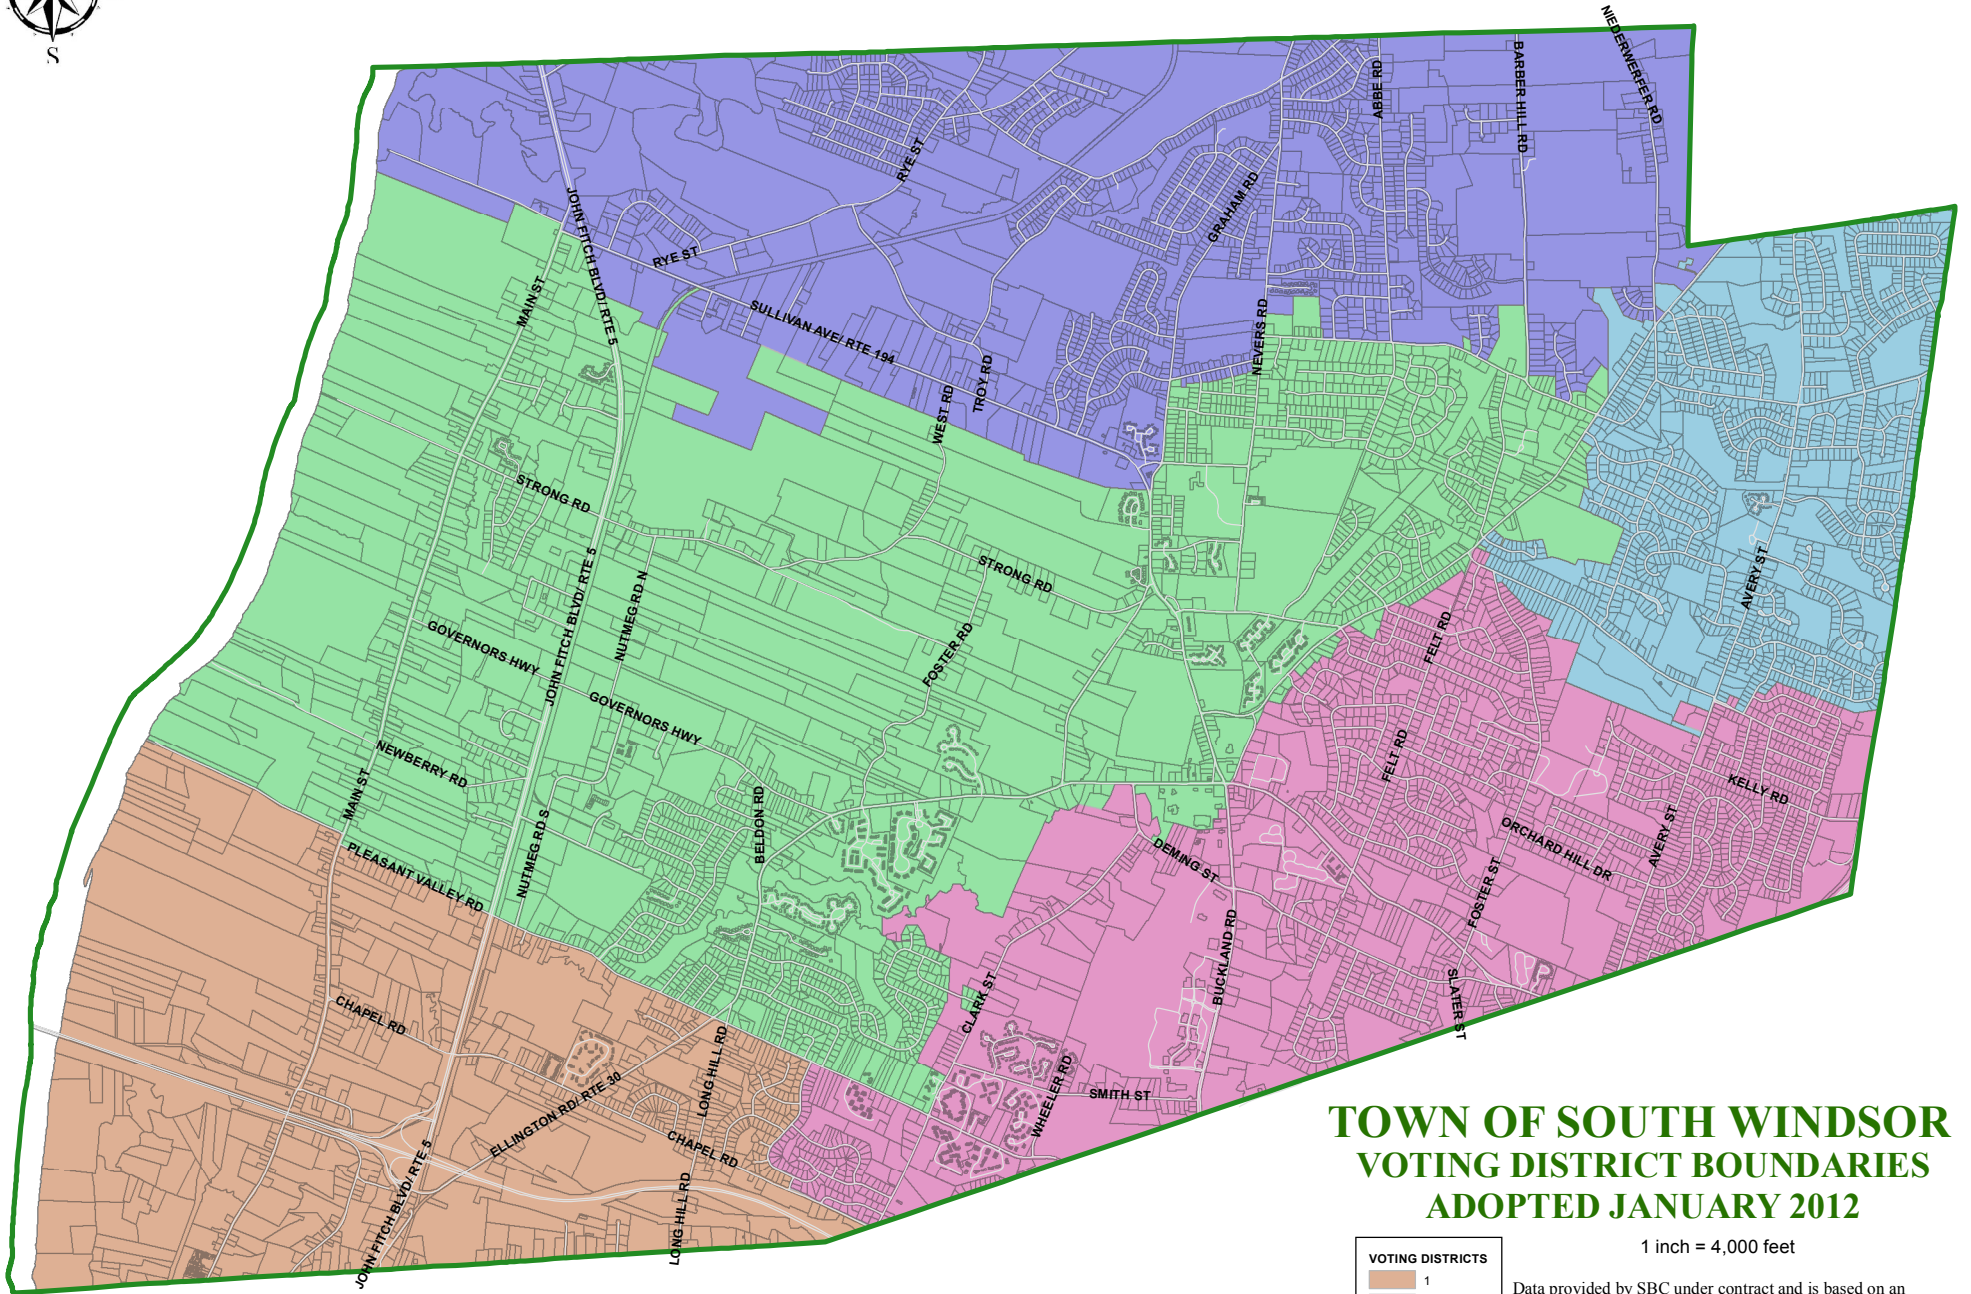 S
NIEDERWERFER RD
BARBER HILL RD
ABBE RD
RYE ST
GRAHAM RD
JOHN FITCH BLVD/ RTE 5
RYE ST
MAIN ST
SULLIVAN AVE/ RTE 194
NEVERS RD
TROY RD
WEST RD
STRONG RD
STRONG RD
AVERY ST
JOHN FITCH BLVD/ RTE 5
NUTMEG RD N
GOVERNORS HWY
FOSTER RD
FELT RD
GOVERNORS HWY
NEWBERRY RD
FELT RD
KELLY RD
MAIN ST
BELDON RD
ORCHARD HILL DR
AVERY ST
PLEASANT VALLEY RD
NUTMEG RD S
DEMING ST
FOSTER ST
BUCKLAND RD
CLARK ST
SLATER ST
CHAPEL RD
LONG HILL RD
ELLINGTON RD/ RTE 30
WHEELER RD
SMITH ST
CHAPEL RD
JOHN FITCH BLVD/ RTE 5
LONG HILL RD
TOWN OF SOUTH WINDSOR
VOTING DISTRICT BOUNDARIES
ADOPTED JANUARY 2012
1 inch = 4,000 feet
VOTING DISTRICTS
1
Data provided by SBC under contract and is based on an